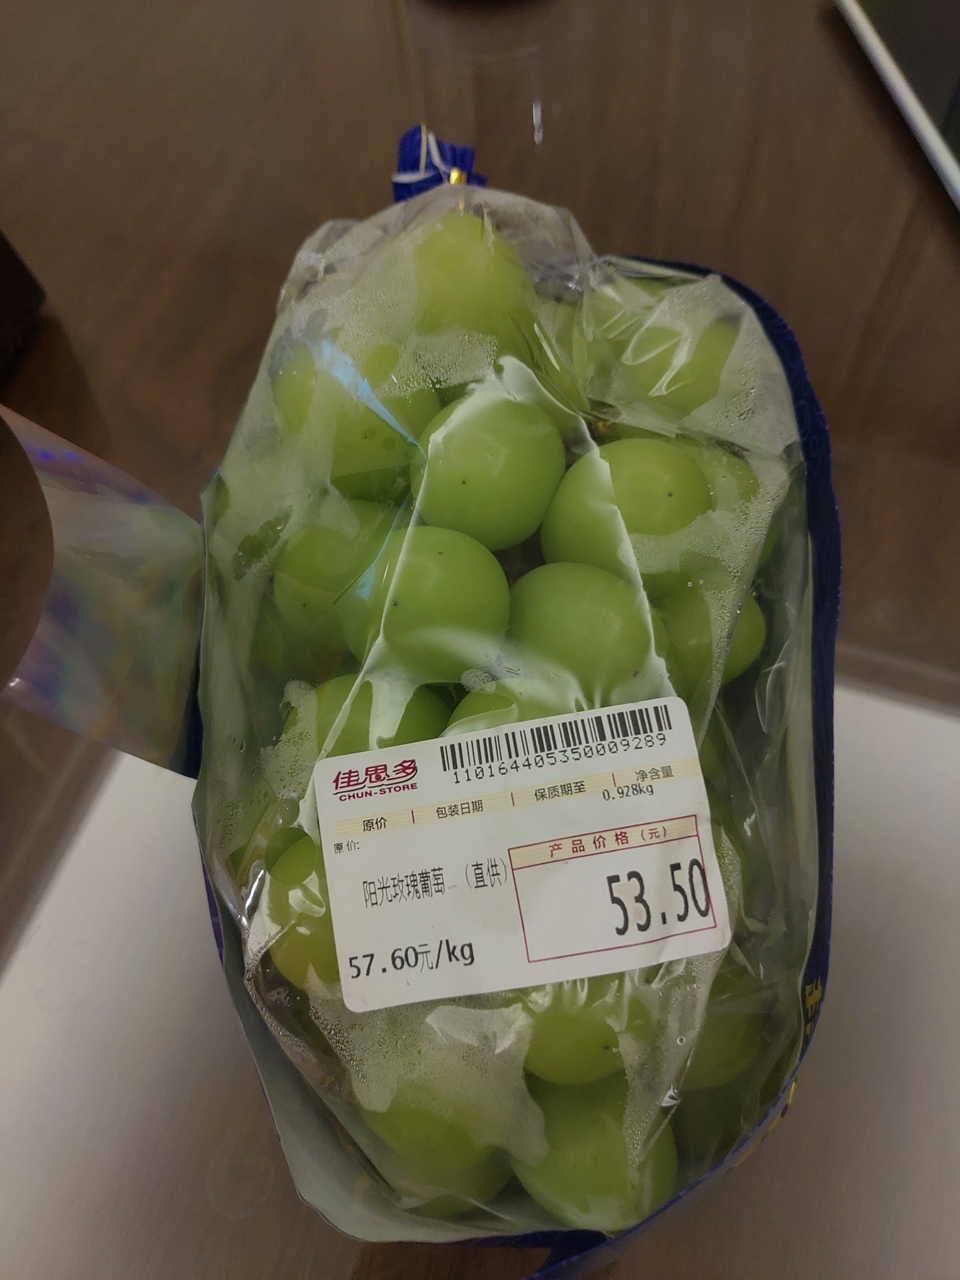 110164405350009289
佳思多
CHUN-STORE
原价 包装日期 保质期至 净含量
0.928kg
原价:
产品价格(元)
阳光玫瑰葡萄 (直供)
53.50
57.60元/kg